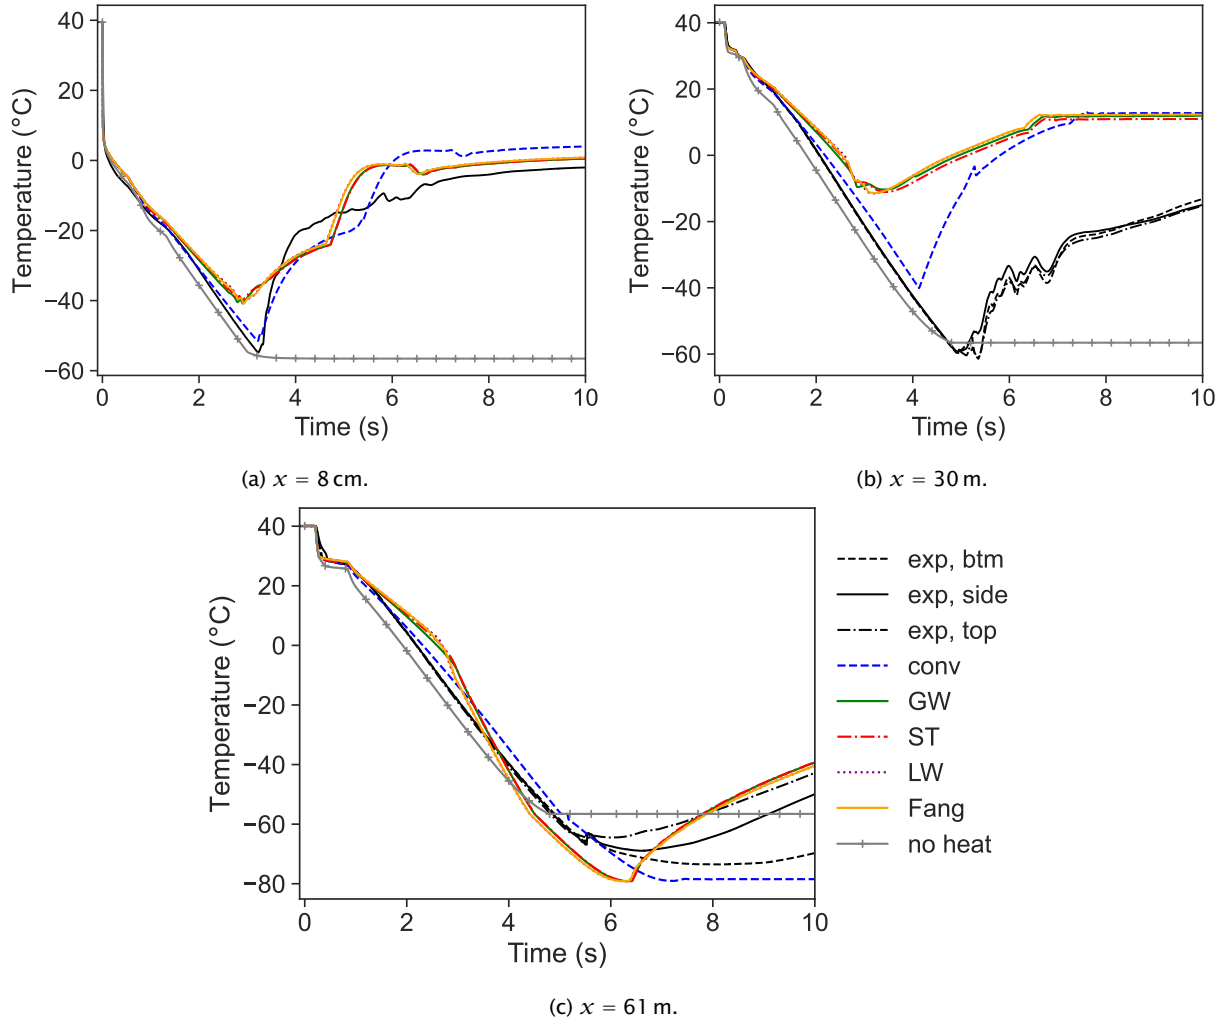 40
20
0
−20
−40
−60
0
2
4
6
8
10
Temperature (°C)
Time (s)
(a) x = 8 cm.
40
20
0
−20
−40
−60
0
2
4
6
8
10
Temperature (°C)
Time (s)
(b) x = 30 m.
40
20
0
−20
−40
−60
−80
0
2
4
6
8
10
Temperature (°C)
Time (s)
exp, btm
exp, side
exp, top
conv
GW
ST
LW
Fang
no heat
(c) x = 61 m.